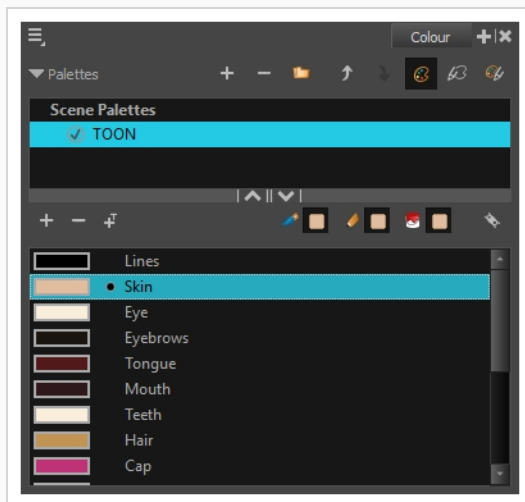 Colour
Palettes
Scene Palettes
TOON
Lines
Skin
Eye
Eyebrows
Tongue
Mouth
Teeth
Hair
Cap